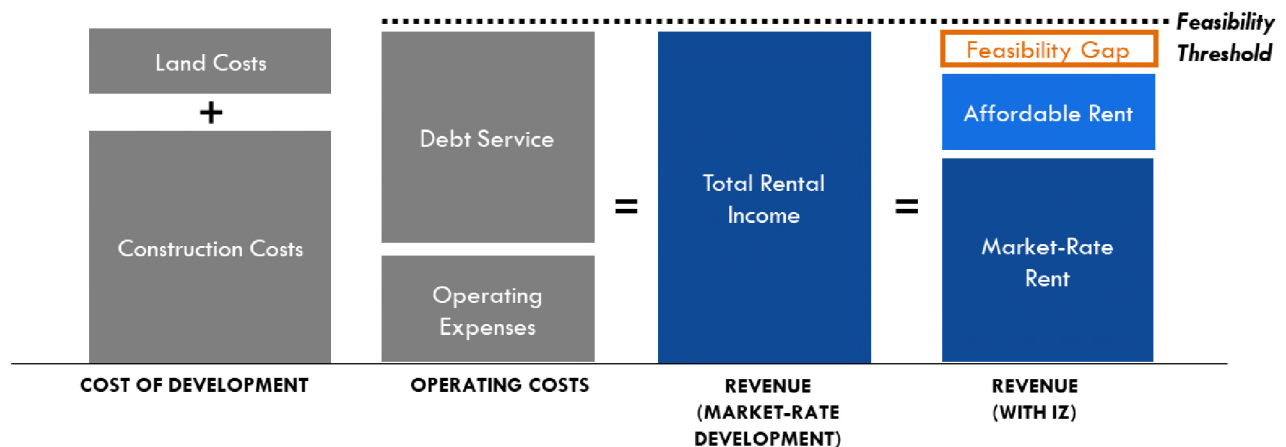 Feasibility
Threshold
Land Costs
+
Construction Costs
Debt Service
Operating
Expenses
=
Total Rental
Income
=
Feasibility Gap
Affordable Rent
Market-Rate
Rent
COST OF DEVELOPMENT
OPERATING COSTS
REVENUE
(MARKET-RATE
DEVELOPMENT)
REVENUE
(WITH IZ)